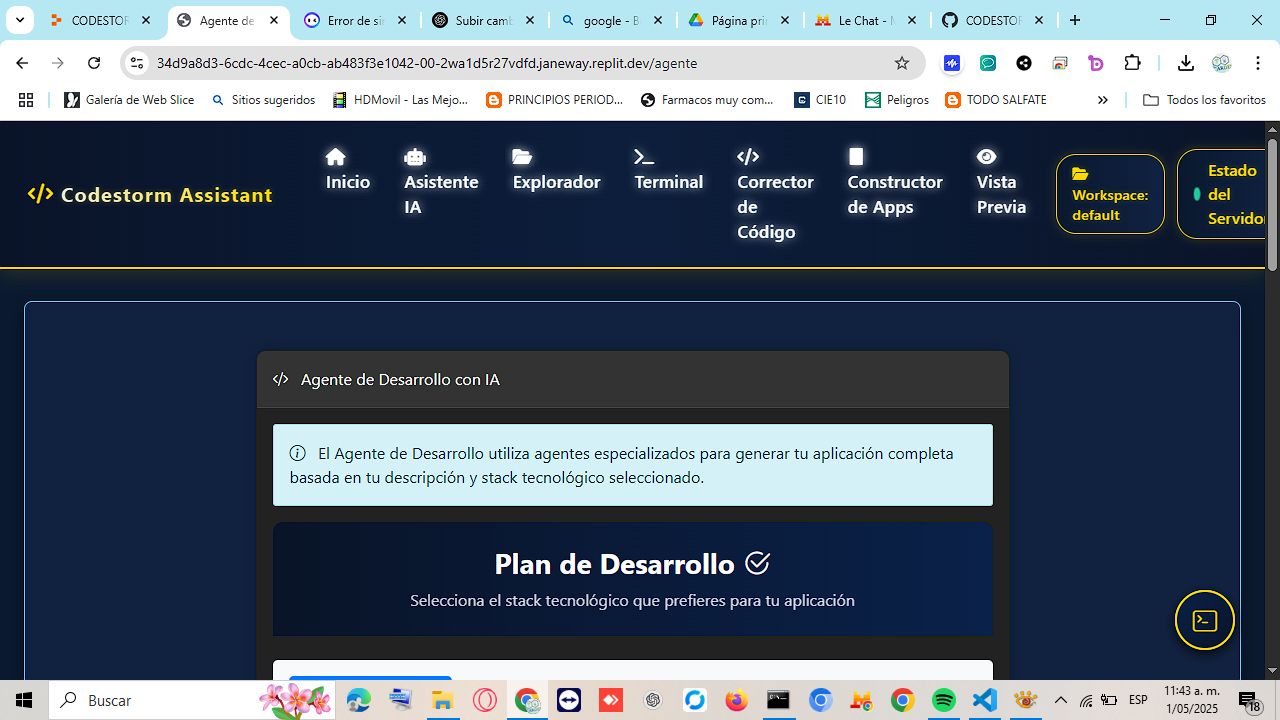 CODESTOR
Agente de
Error de sir
Subir camb
google - B
Página prin
Le Chat - M
CODESTOR
34d9a8d3-6cdc-4cec-a0cb-ab483f3e1042-00-2wa1d5r27vdfd.janeway.replit.dev/agente
Galería de Web Slice
Sitios sugeridos
HDMovil - Las Mejo...
PRINCIPIOS PERIOD...
Farmacos muy com...
CIE10
Peligros
TODO SALFATE
Todos los favoritos
Codestorm Assistant
Inicio
Asistente
IA
Explorador
Terminal
Corrector
de
Código
Constructor
de Apps
Vista
Previa
Workspace:
default
Estado
del
Servidor
Agente de Desarrollo con IA
El Agente de Desarrollo utiliza agentes especializados para generar tu aplicación completa
basada en tu descripción y stack tecnológico seleccionado.
Plan de Desarrollo
Selecciona el stack tecnológico que prefieres para tu aplicación
Buscar
ESP
11:43 a. m.
1/05/2025
18